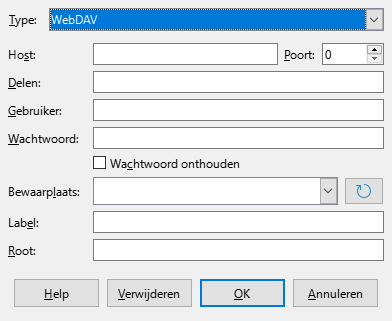 Type: WebDAV
Host: Poort: 0
Delen:
Gebruiker:
Wachtwoord:
Wachtwoord onthouden
Bewaarplaats:
Label:
Root:
Help Verwijderen OK Annuleren